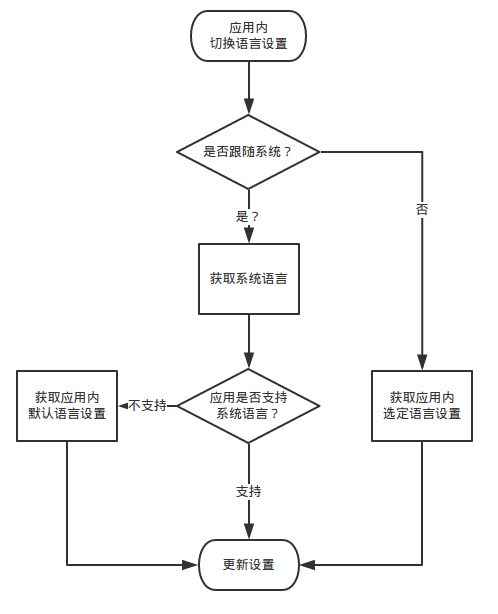 应用内
切换语言设置
是否跟随系统？
是？
否
获取系统语言
应用是否支持
系统语言？
不支持
获取应用内
默认语言设置
获取应用内
选定语言设置
支持
更新设置